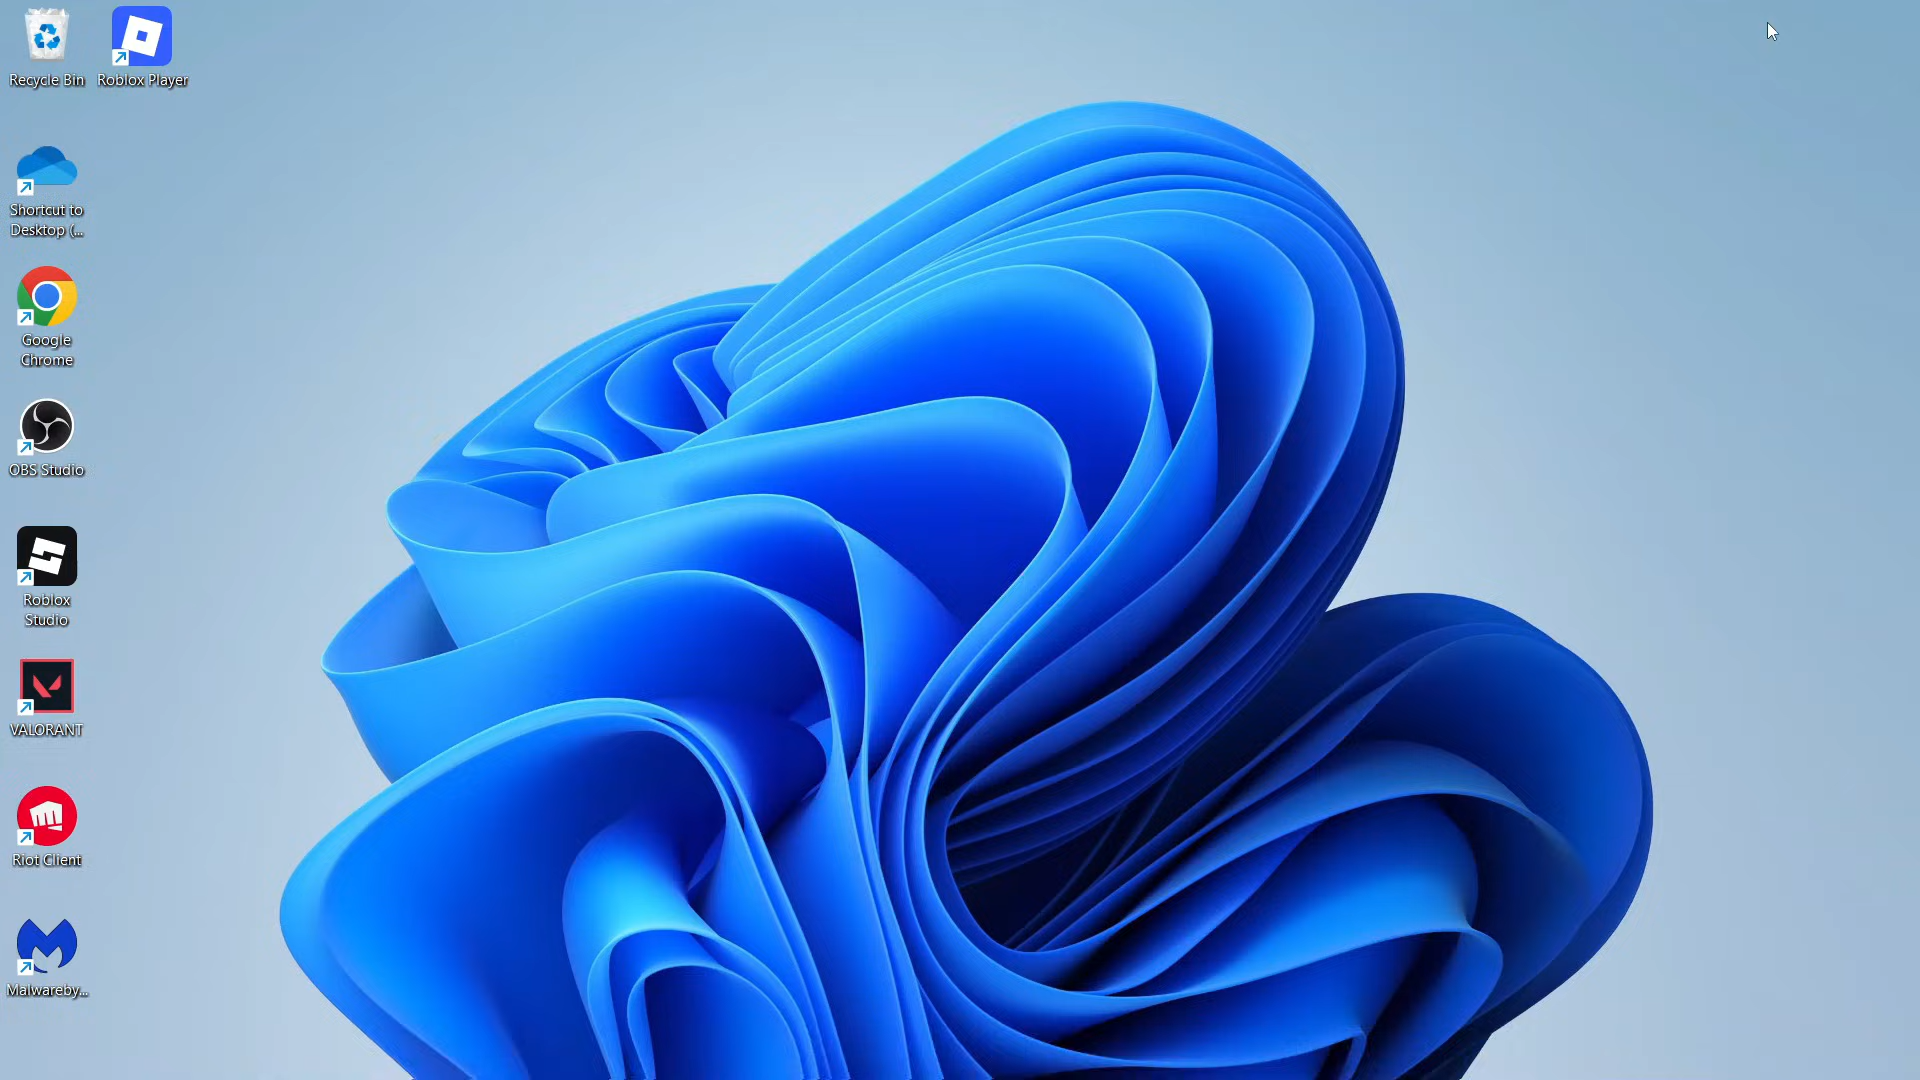 Recycle Bin
Roblox Player
Shortcut to
Desktop (...
Google
Chrome
OBS Studio
Roblox
Studio
VALORANT
Riot Client
Malwareby...